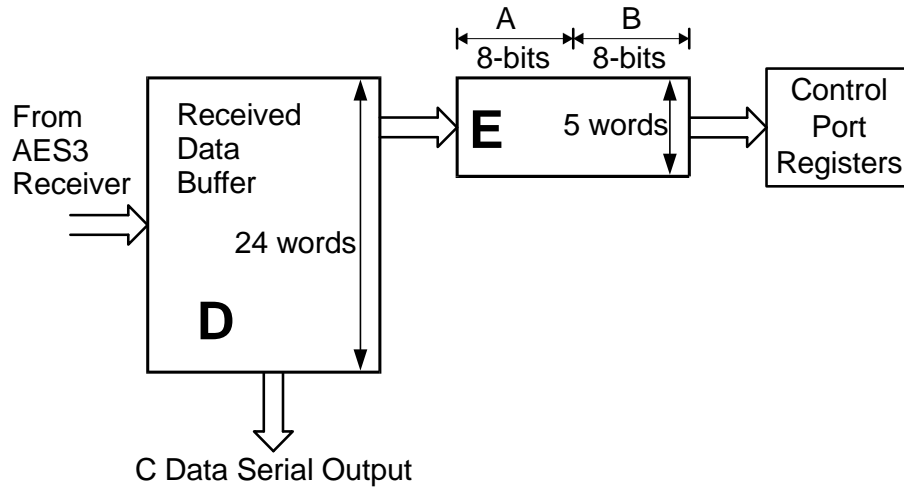 A B
8-bits 8-bits
From
AES3
Receiver
Received
Data
Buffer
24 words
D
E
5 words
Control
Port
Registers
C Data Serial Output